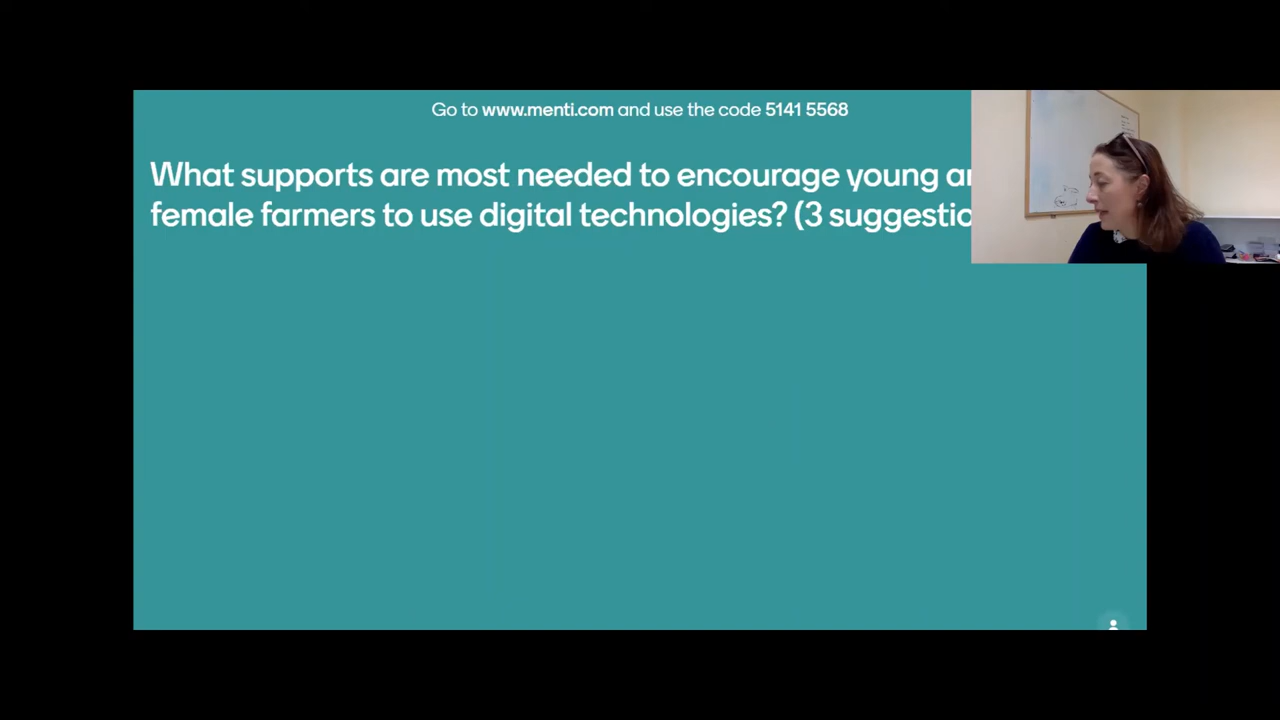 Go to www.menti.com and use the code 5141 5568
What supports are most needed to encourage young
female farmers to use digital technologies? (3